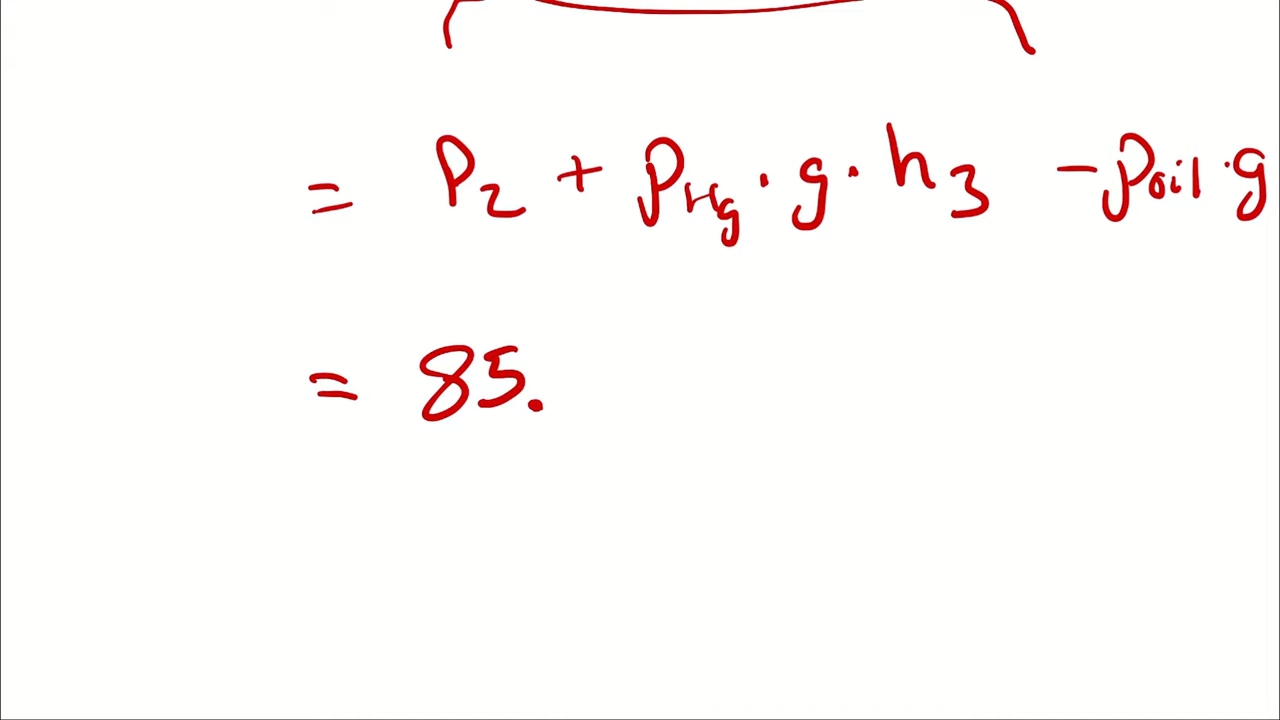 = P₂ + ρHg · g · h₃ - ρoil · g
= 85.